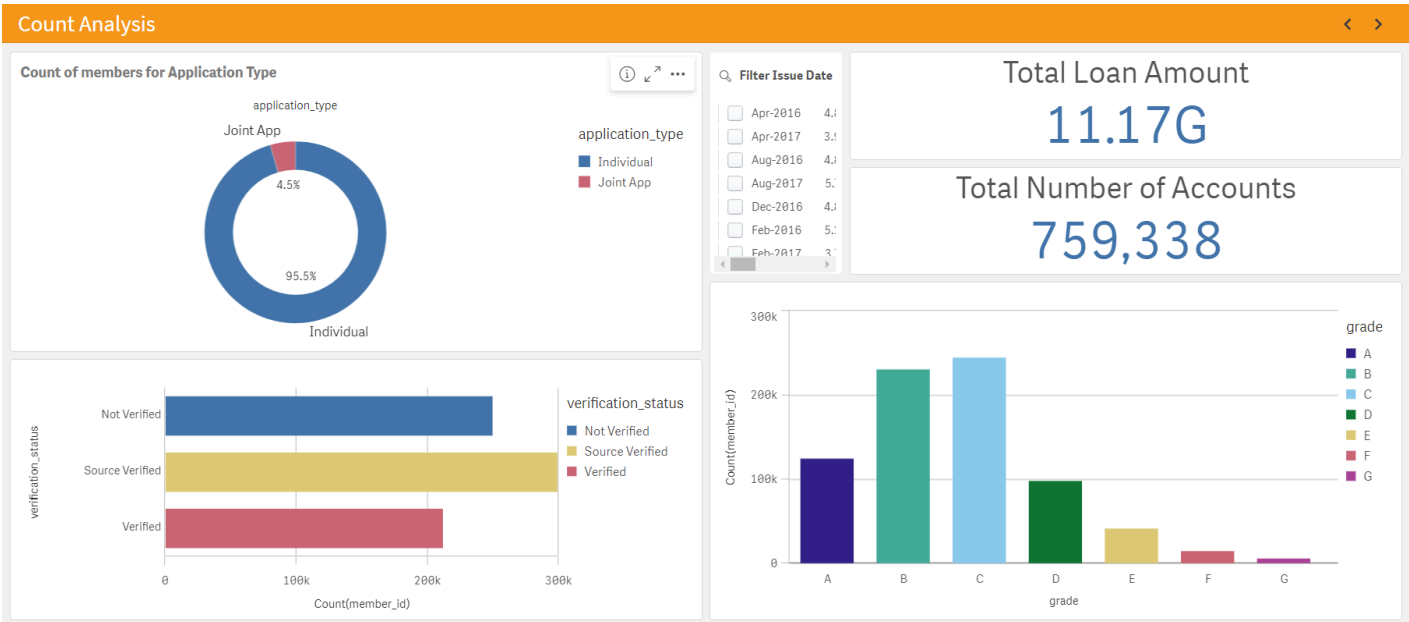 Count Analysis
Count of members for Application Type
application_type
Joint App
4.5%
95.5%
Individual
application_type
Individual
Joint App
Filter Issue Date
Apr-2016
Apr-2017
Aug-2016
Aug-2017
Dec-2016
Feb-2016
Feb-2017
Total Loan Amount
11.17G
Total Number of Accounts
759,338
verification_status
Not Verified
Source Verified
Verified
0 100k 200k 300k
Count(member_id)
verification_status
Not Verified
Source Verified
Verified
Count(member_id)
300k
200k
100k
0
A B C D E F G
grade
grade
A
B
C
D
E
F
G